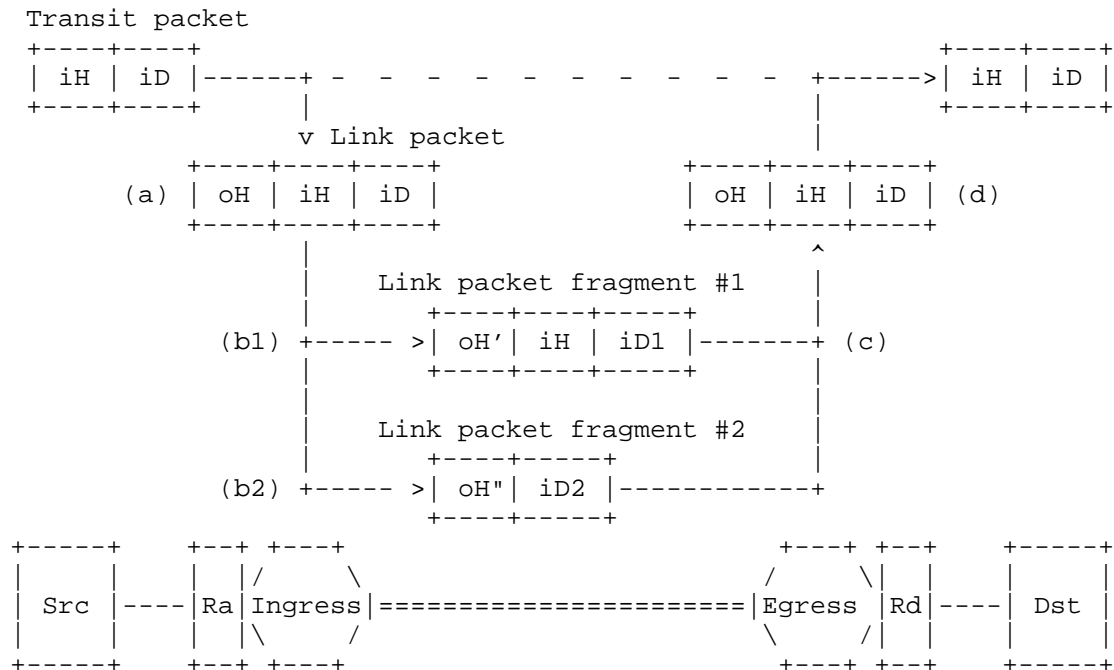 Transit packet
iH iD iH iD
v Link packet
(a) oH iH iD oH iH iD (d)
^
Link packet fragment #1
(b1) > oH' iH iD1 (c)
Link packet fragment #2
(b2) > oH" iD2
Src Ra Ingress Egress Rd Dst